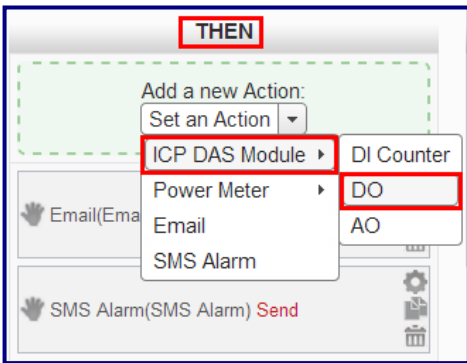 THEN
Add a new Action:
Set an Action
ICP DAS Module
DI Counter
Power Meter
DO
Email(Ema
Email
AO
SMS Alarm
SMS Alarm(SMS Alarm) Send